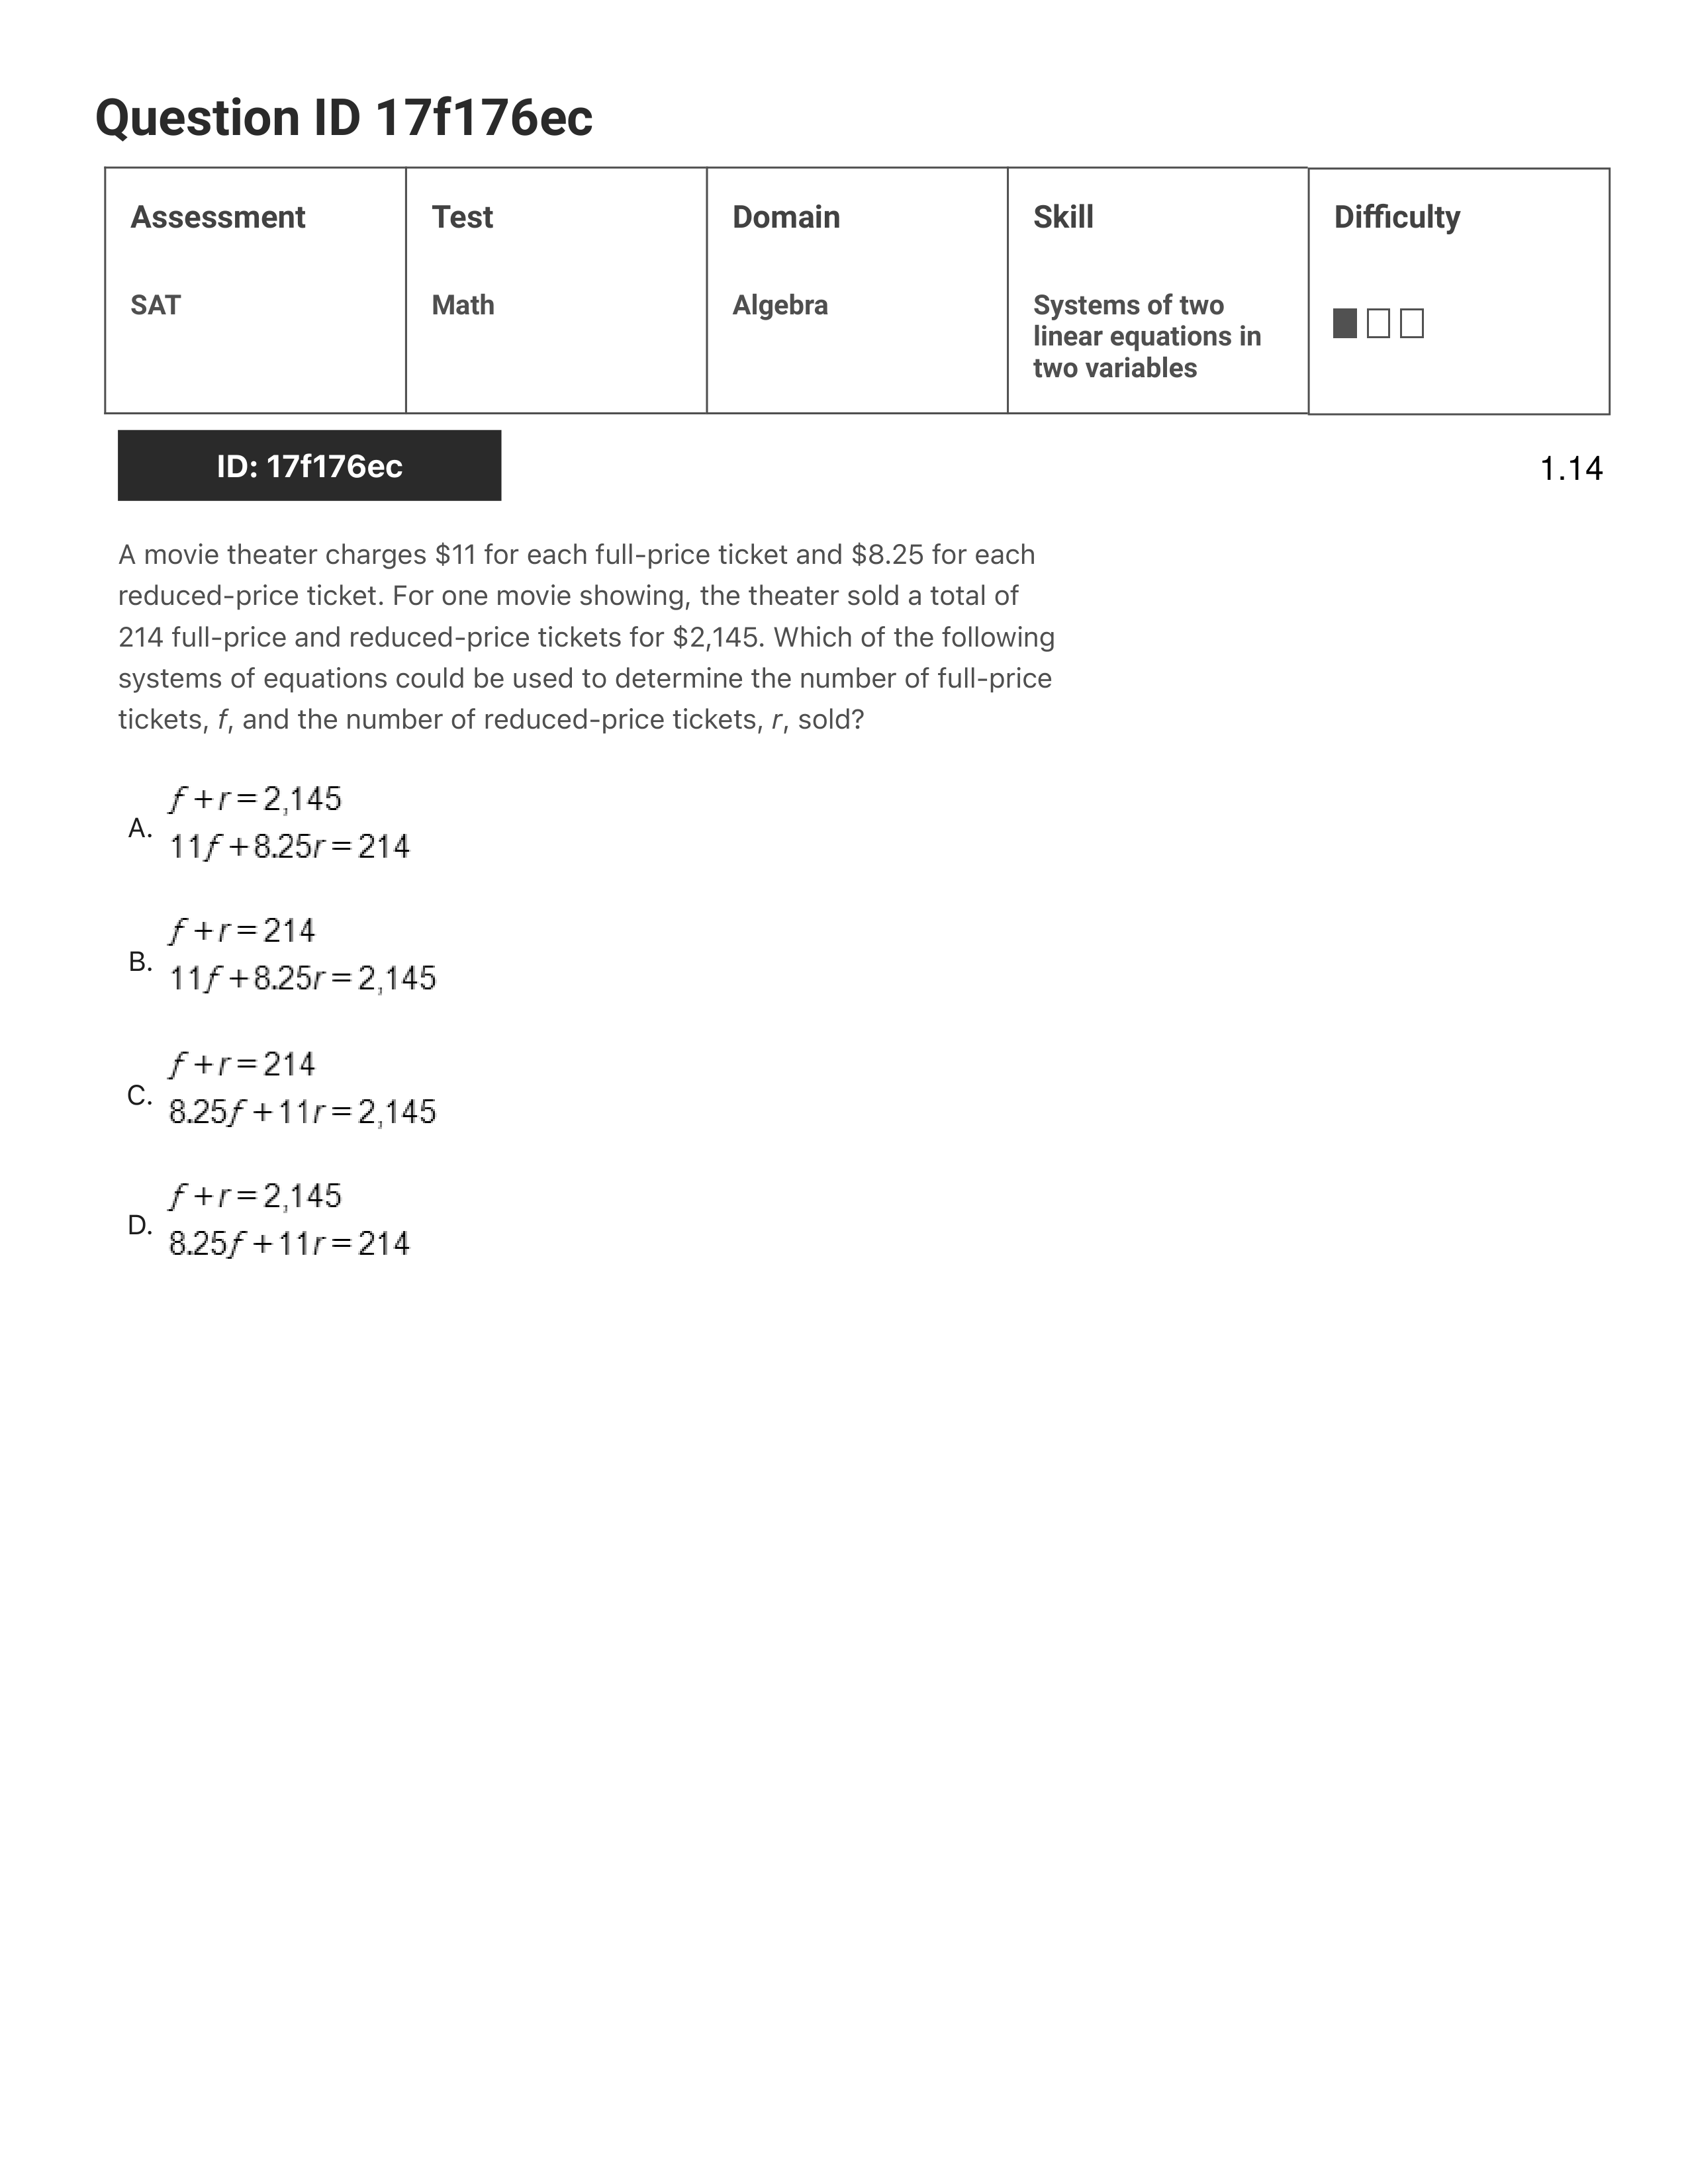 Question ID 17f176ec
Assessment
Test
Domain
Skill
Difficulty
SAT
Math
Algebra
Systems of two
linear equations in
two variables
ID: 17f176ec
1.14
A movie theater charges $11 for each full-price ticket and $8.25 for each
reduced-price ticket. For one movie showing, the theater sold a total of
214 full-price and reduced-price tickets for $2,145. Which of the following
systems of equations could be used to determine the number of full-price
tickets, f, and the number of reduced-price tickets, r, sold?
A.
f+r=2,145
11f+8.25r=214
B.
f+r=214
11f+8.25r=2,145
C.
f+r=214
8.25f+11r=2,145
D.
f+r=2,145
8.25f+11r=214